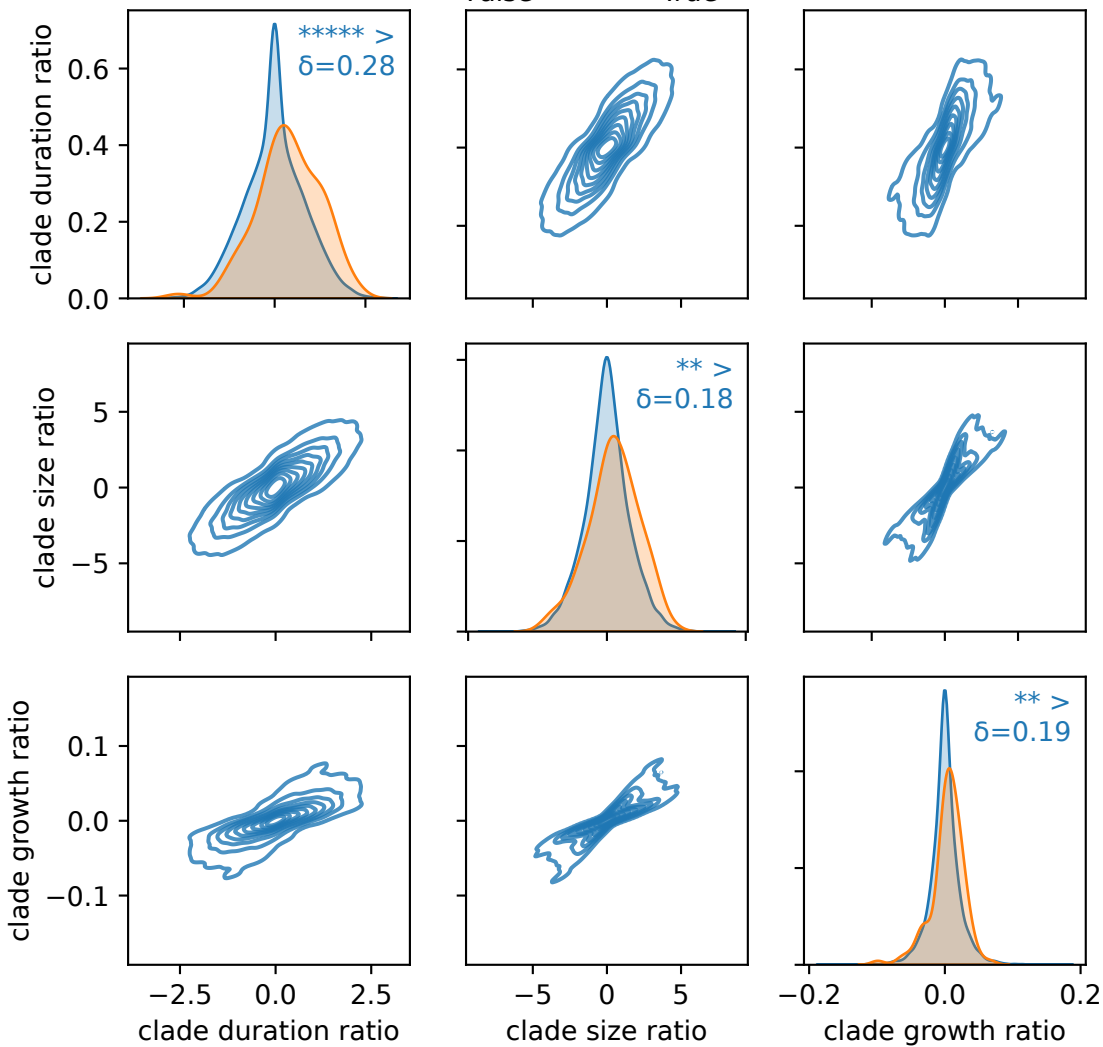 ***** >
δ=0.28
clade duration ratio
0.6
0.4
0.2
0.0
** >
δ=0.18
clade size ratio
5
0
−5
** >
δ=0.19
clade growth ratio
0.1
0.0
−0.1
−2.5 0.0 2.5
−5 0 5
−0.2 0.0 0.2
clade duration ratio
clade size ratio
clade growth ratio